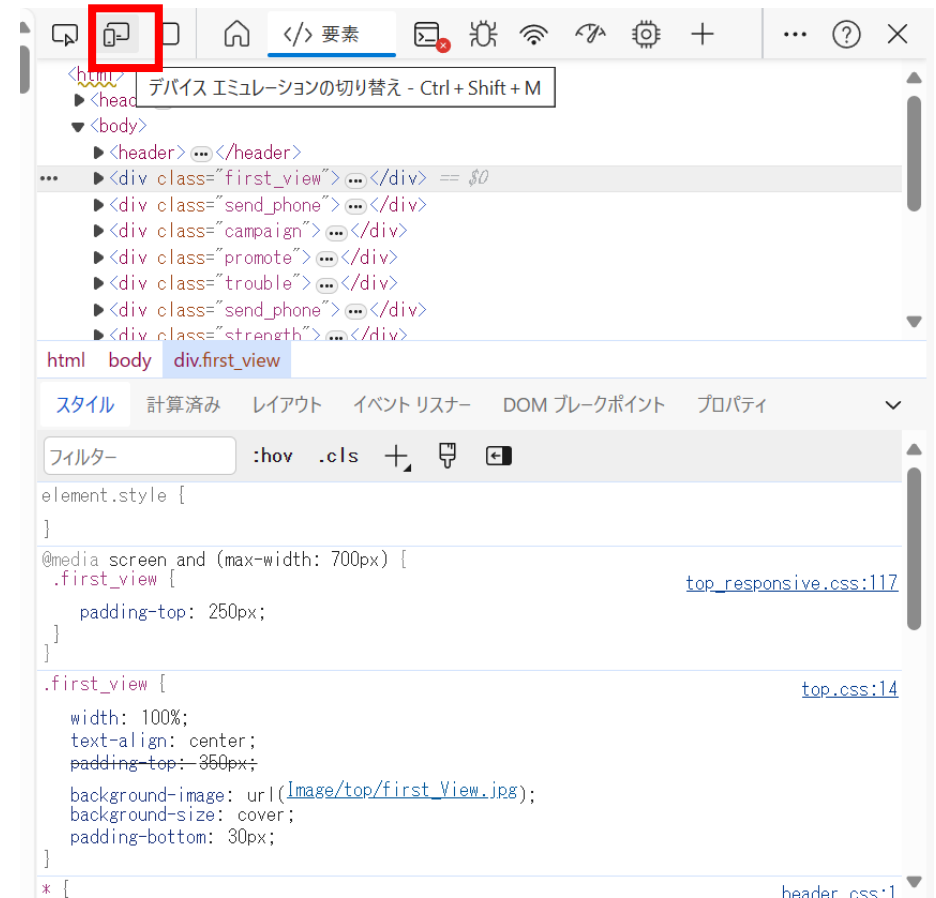 </> 要素
<html>
デバイス エミュレーションの切り替え - Ctrl + Shift + M
▶<head
▼<body>
▶<header>…</header>
… ▶<div class="first_view">…</div> == $0
▶<div class="send_phone">…</div>
▶<div class="campaign">…</div>
▶<div class="promote">…</div>
▶<div class="trouble">…</div>
▶<div class="send_phone">…</div>
▶<div class="strength">…</div>
html body div.first_view
スタイル 計算済み レイアウト イベント リスナー DOM ブレークポイント プロパティ
フィルター :hov .cls
element.style {
}
@media screen and (max-width: 700px) {
.first_view { top_responsive.css:117
padding-top: 250px;
}
}
.first_view { top.css:14
width: 100%;
text-align: center;
padding-top: 350px;
background-image: url(Image/top/first_View.jpg);
background-size: cover;
padding-bottom: 30px;
}
* { header.css:1